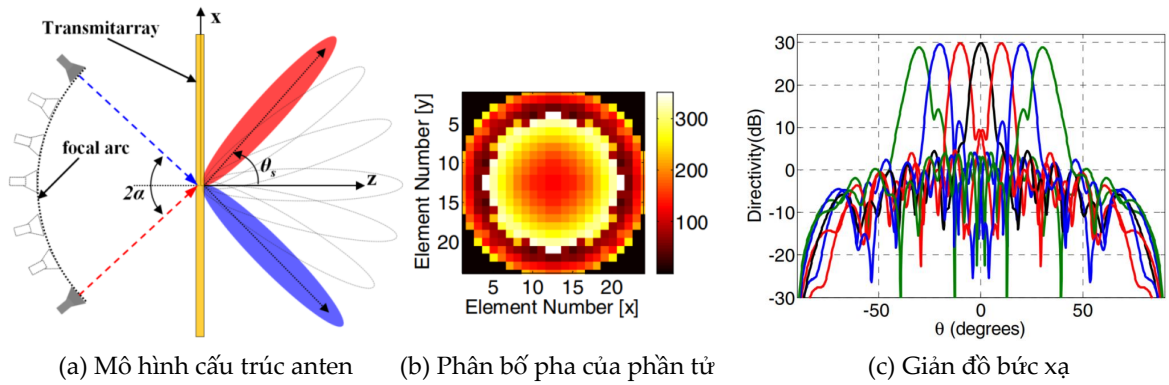 x
Transmitarray
focal arc
2α
θs
z
Element Number [y]
5
10
15
20
5 10 15 20
Element Number [x]
300
200
100
Directivity(dB)
30
20
10
0
-10
-20
-30
-50 0 50
θ (degrees)
(a) Mô hình cấu trúc anten
(b) Phân bố pha của phần tử
(c) Giản đồ bức xạ